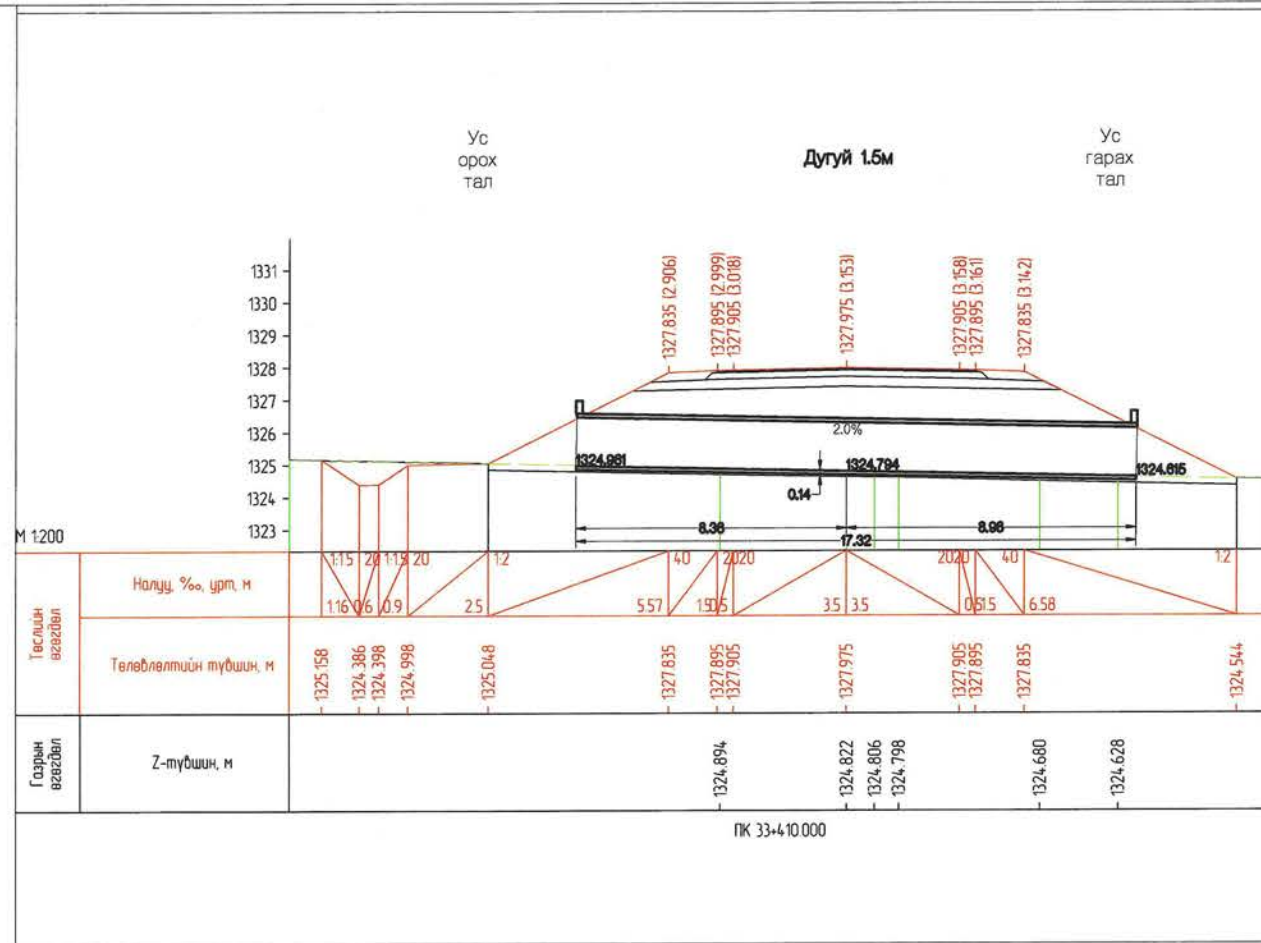 Ус
орох
тал
Дугуй 1.5м
Ус
гарах
тал
1327.835 (2.906)
1327.895 (2.999)
1327.905 (3.018)
1327.975 (3.153)
1327.905 (3.158)
1327.895 (3.161)
1327.835 (3.142)
1331
1330
1329
1328
1327
1326
1325
1324
1323
2.0%
1324.961
1324.794
1324.615
0.14
8.36
8.96
17.32
М 1:200
Төслийн өгөгдөл
Налуу, ‰, урт, м
1:1.5 20 1:1.5 20 1:2 40 20 20 20 20 40 1:2
1.16 0.6 0.9 2.5 5.57 1.5 0.5 3.5 3.5 0.5 1.5 6.58
Төлөвлөлтийн түвшин, м
1325.158 1324.386 1324.398 1324.998 1325.048 1327.835 1327.895 1327.905 1327.975 1327.905 1327.895 1327.835 1324.544
Газрын өгөгдөл
Z-түвшин, м
1324.894 1324.822 1324.806 1324.798 1324.680 1324.628
ПК 33+410.000